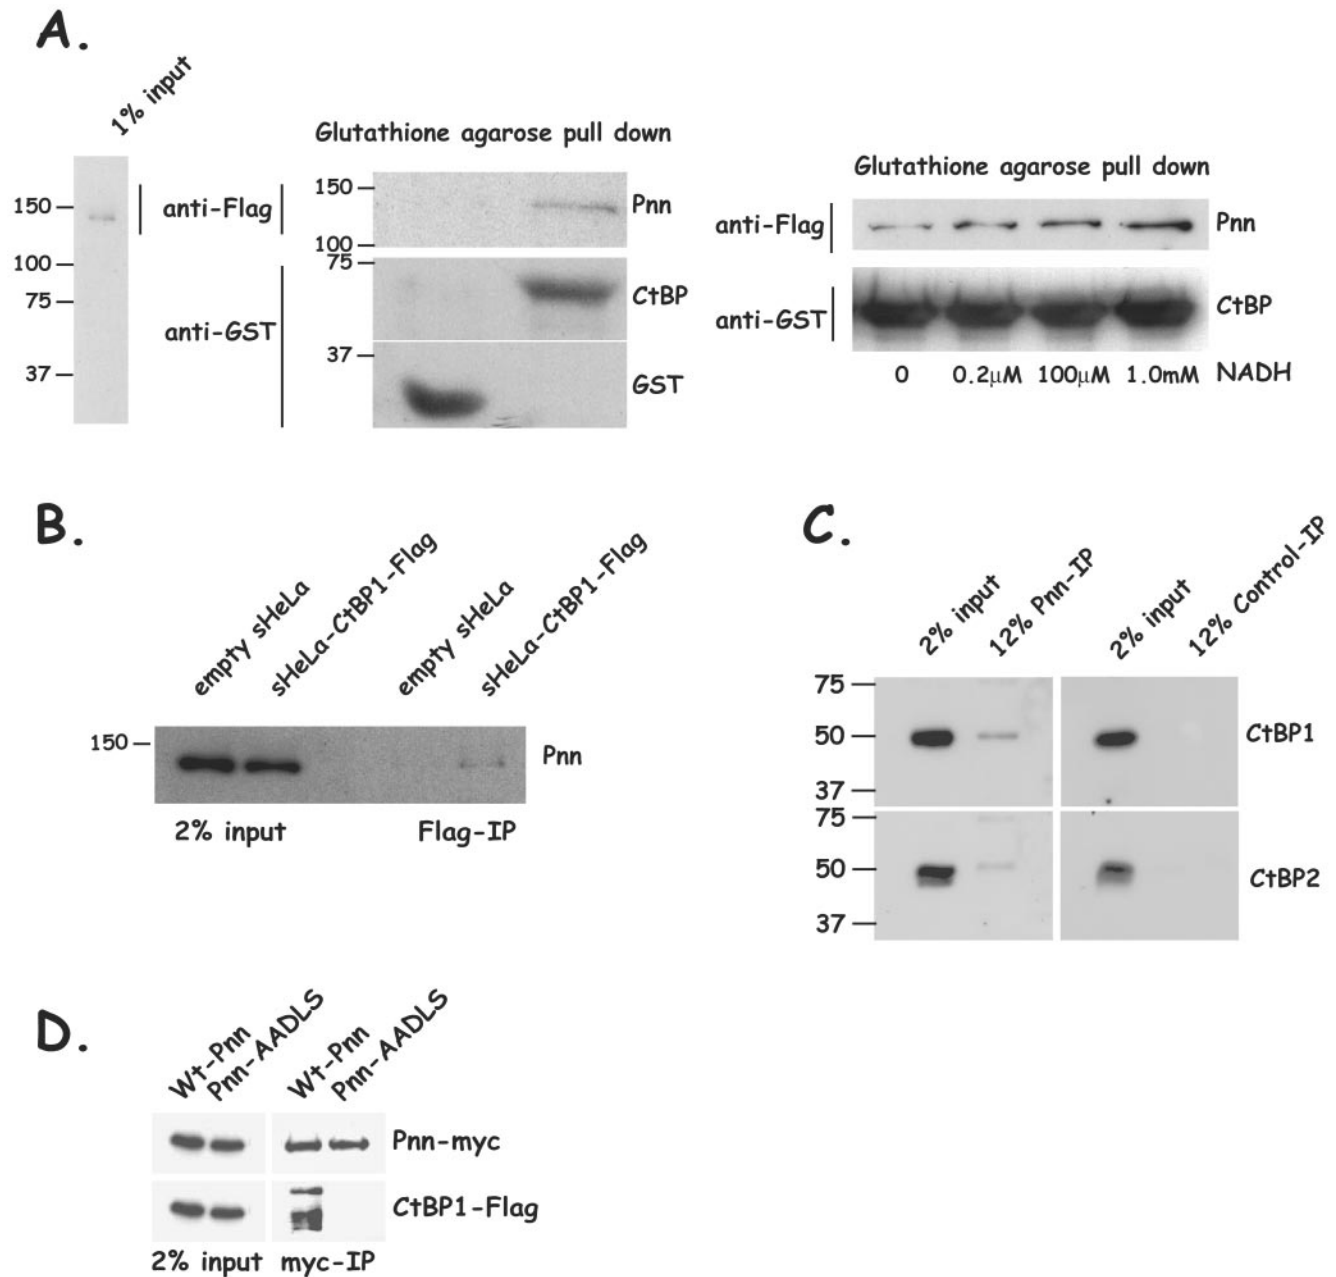 A.
1% input
150
100
75
37
anti-Flag
anti-GST
Glutathione agarose pull down
150
100
75
37
Pnn
CtBP
GST
Glutathione agarose pull down
anti-Flag
Pnn
anti-GST
CtBP
0 0.2μM 100μM 1.0mM NADH
B.
empty sHeLa
sHeLa-CtBP1-Flag
empty sHeLa
sHeLa-CtBP1-Flag
150
Pnn
2% input Flag-IP
C.
2% input
12% Pnn-IP
2% input
12% Control-IP
75
50
37
CtBP1
75
50
37
CtBP2
D.
Wt-Pnn
Pnn-AADLS
Wt-Pnn
Pnn-AADLS
Pnn-myc
CtBP1-Flag
2% input myc-IP